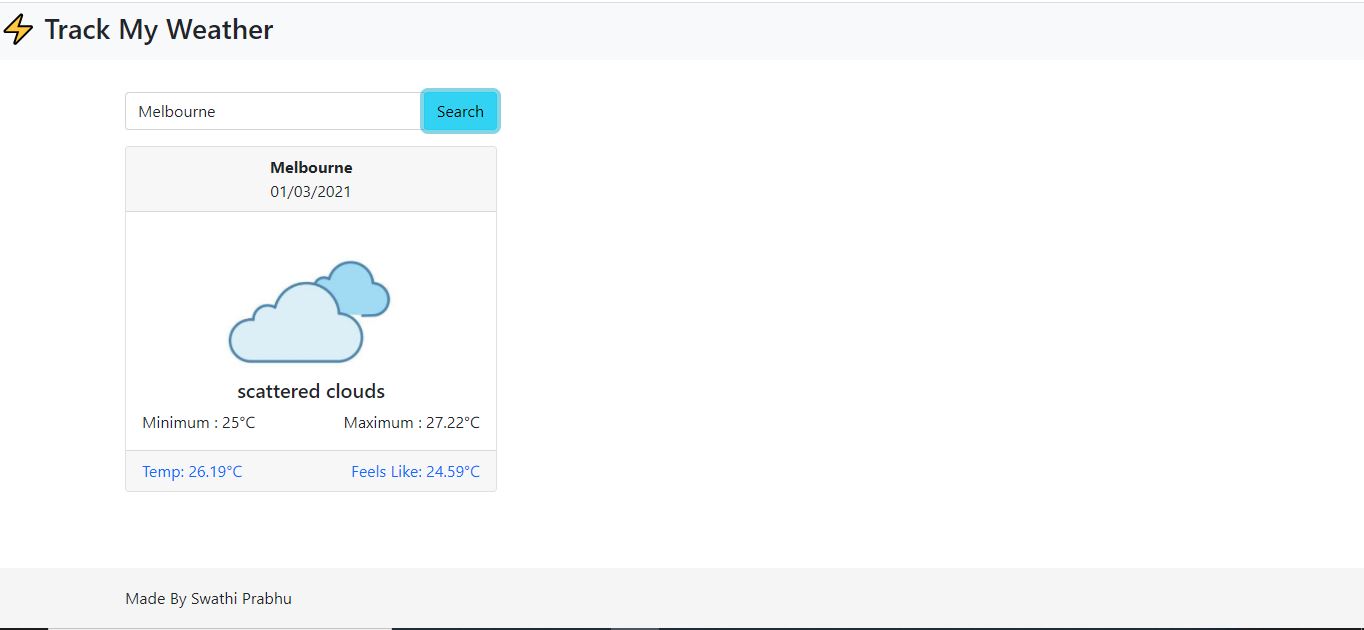 Track My Weather
Melbourne
Search
Melbourne
01/03/2021
scattered clouds
Minimum : 25°C Maximum : 27.22°C
Temp: 26.19°C Feels Like: 24.59°C
Made By Swathi Prabhu